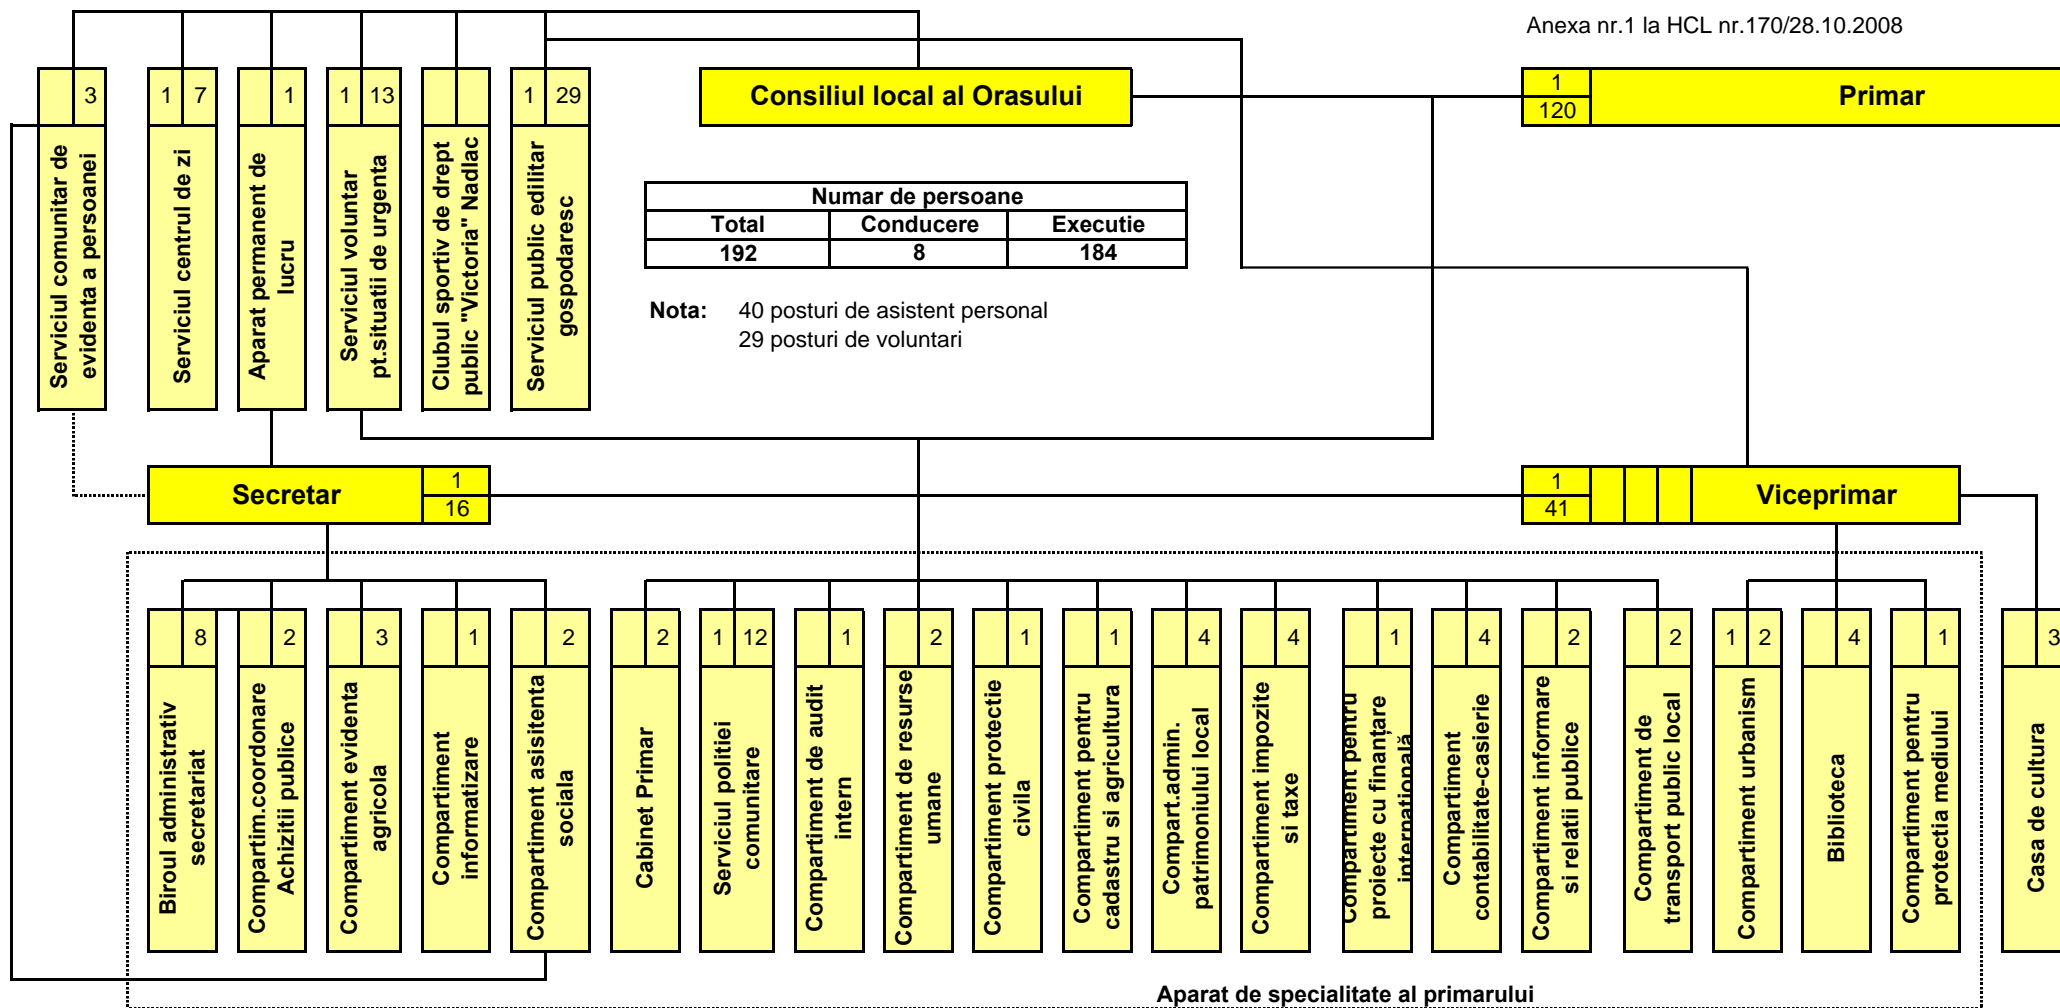 Anexa nr.1 la HCL nr.170/28.10.2008
3
1 7
1
1 13
1 29
Consiliul local al Orasului
1
120
Primar
Serviciul comunitar de
evidenta a persoanei
Serviciul centrul de zi
Aparat permanent de
lucru
Serviciul voluntar
pt.situatii de urgenta
Clubul sportiv de drept
public "Victoria" Nadlac
Serviciul public edilitar
gospodaresc
Numar de persoane
Total Conducere Executie
192 8 184
Nota: 40 posturi de asistent personal
29 posturi de voluntari
Secretar
1
16
1
41
Viceprimar
8
2
3
1
2
2
1 12
1
2
1
1
4
4
1
4
2
2
1 2
4
1
3
Biroul administrativ
secretariat
Compartim.coordonare
Achizitii publice
Compartiment evidenta
agricola
Compartiment
informatizare
Compartiment asisitenta
sociala
Cabinet Primar
Serviciul politiei
comunitare
Compartiment de audit
intern
Compartiment de resurse
umane
Compartiment protectie
civila
Compartiment pentru
cadastru si agricultura
Compart.admin.
patrimoniului local
Compartiment impozite
si taxe
Compartiment pentru
proiecte cu finanțare
internațională
Compartiment
contabilitate-casierie
Compartiment informare
si relatii publice
Compartiment de
transport public local
Compartiment urbanism
Biblioteca
Compartiment pentru
protectia mediului
Casa de cultura
Aparat de specialitate al primarului